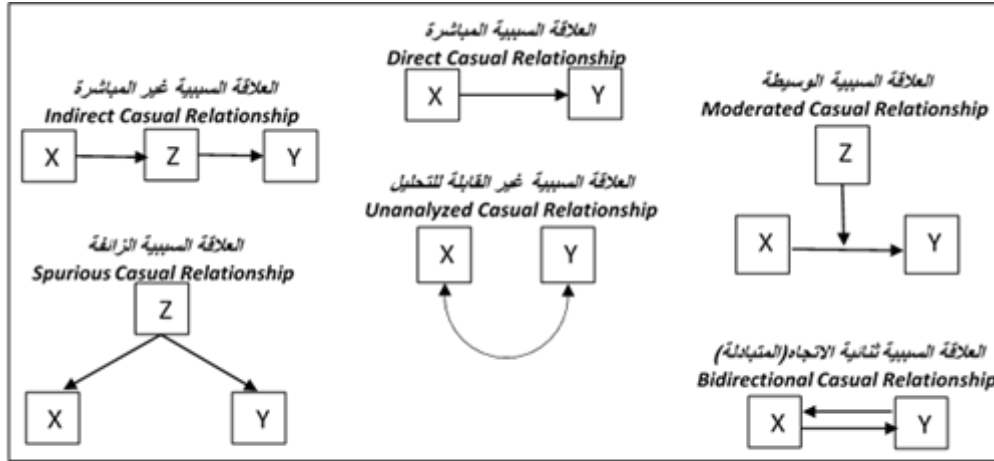 العلاقة السببية المباشرة
Direct Casual Relationship
X
Y
العلاقة السببية غير المباشرة
Indirect Casual Relationship
X
Z
Y
العلاقة السببية الوسيطة
Moderated Casual Relationship
Z
X
Y
العلاقة السببية غير القابلة للتحليل
Unanalyzed Casual Relationship
X
Y
العلاقة السببية الزائفة
Spurious Casual Relationship
Z
X
Y
العلاقة السببية ثنائية الاتجاه(المتبادلة)
Bidirectional Casual Relationship
X
Y